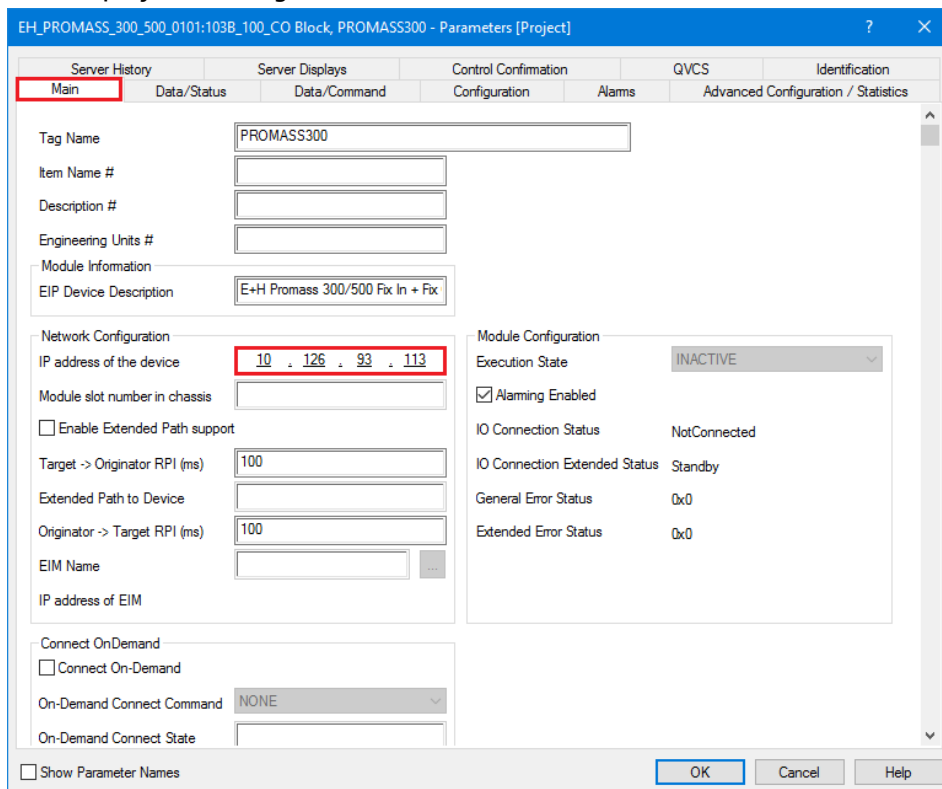 EH_PROMASS_300_500_0101:103B_100_CO Block, PROMASS300 - Parameters [Project] ?
Server History Server Displays Control Confirmation QVCS Identification
Main Data/Status Data/Command Configuration Alarms Advanced Configuration / Statistics
Tag Name PROMASS300
Item Name #
Description #
Engineering Units #
Module Information
EIP Device Description E+H Promass 300/500 Fix In + Fix
Network Configuration
IP address of the device 10 . 126 . 93 . 113
Module slot number in chassis
Enable Extended Path support
Target -> Originator RPI (ms) 100
Extended Path to Device
Originator -> Target RPI (ms) 100
EIM Name ...
IP address of EIM
Module Configuration
Execution State INACTIVE
Alarming Enabled
IO Connection Status NotConnected
IO Connection Extended Status Standby
General Error Status 0x0
Extended Error Status 0x0
Connect OnDemand
Connect On-Demand
On-Demand Connect Command NONE
On-Demand Connect State
Show Parameter Names OK Cancel Help